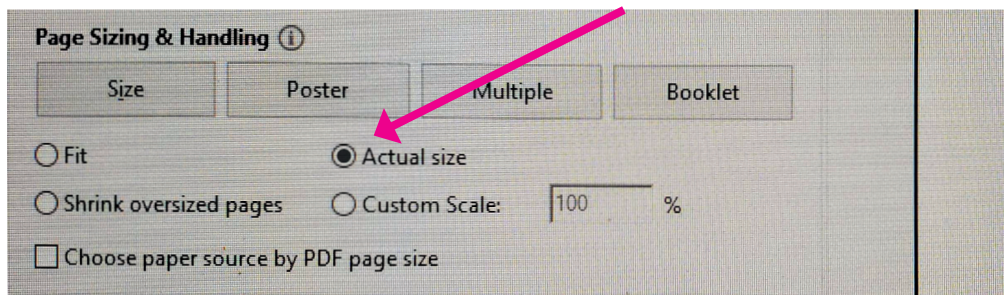 Page Sizing & Handling ⓘ
Size Poster Multiple Booklet
Fit Actual size
Shrink oversized pages Custom Scale: 100 %
Choose paper source by PDF page size